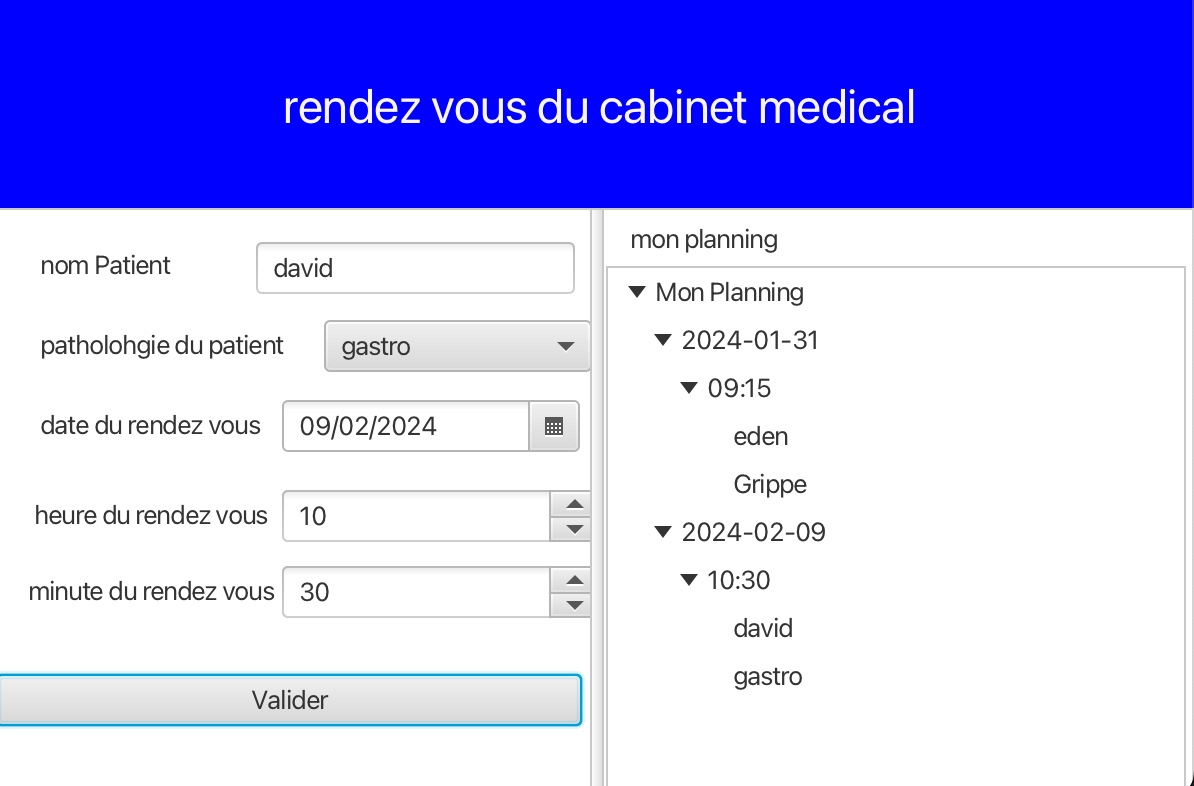 rendez vous du cabinet medical
nom Patient
david
patholohgie du patient
gastro
date du rendez vous
09/02/2024
heure du rendez vous
10
minute du rendez vous
30
Valider
mon planning
Mon Planning
2024-01-31
09:15
eden
Grippe
2024-02-09
10:30
david
gastro